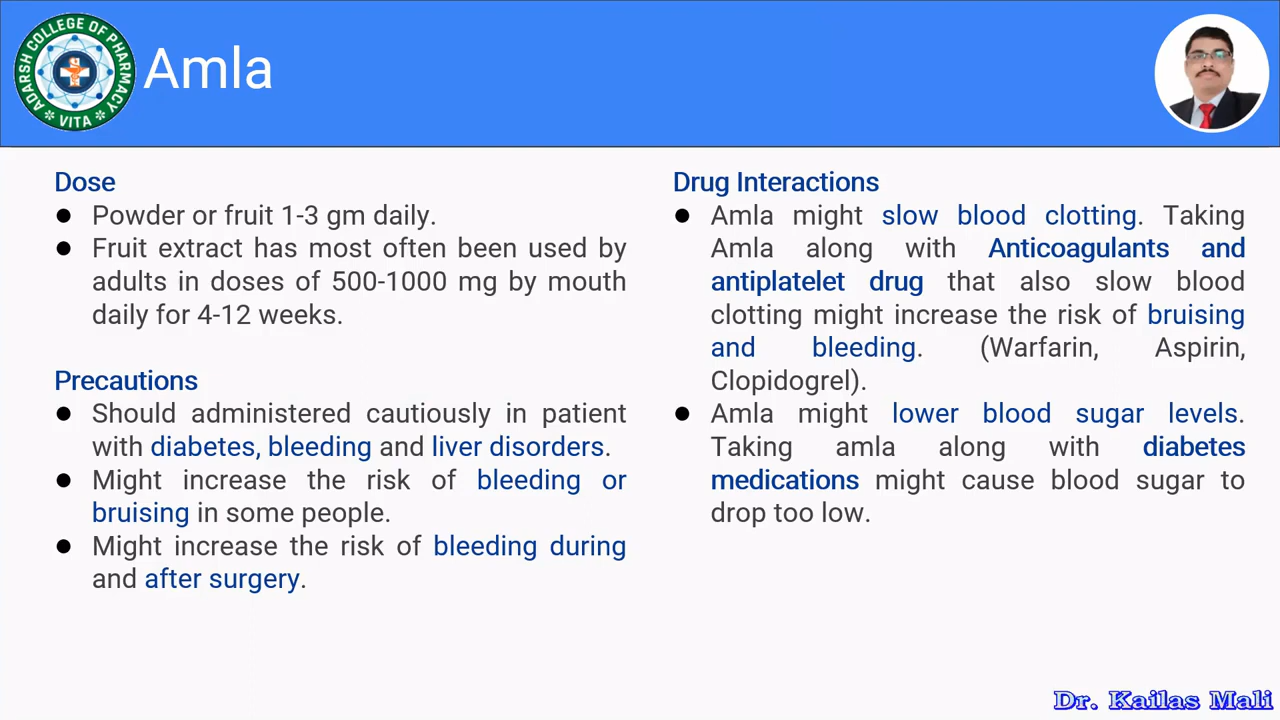 ADARSH COLLEGE OF PHARMACY
VITA
Amla
Dose
● Powder or fruit 1-3 gm daily.
● Fruit extract has most often been used by
adults in doses of 500-1000 mg by mouth
daily for 4-12 weeks.
Precautions
● Should administered cautiously in patient
with diabetes, bleeding and liver disorders.
● Might increase the risk of bleeding or
bruising in some people.
● Might increase the risk of bleeding during
and after surgery.
Drug Interactions
● Amla might slow blood clotting. Taking
Amla along with Anticoagulants and
antiplatelet drug that also slow blood
clotting might increase the risk of bruising
and bleeding. (Warfarin, Aspirin,
Clopidogrel).
● Amla might lower blood sugar levels.
Taking amla along with diabetes
medications might cause blood sugar to
drop too low.
Dr. Kailas Mali